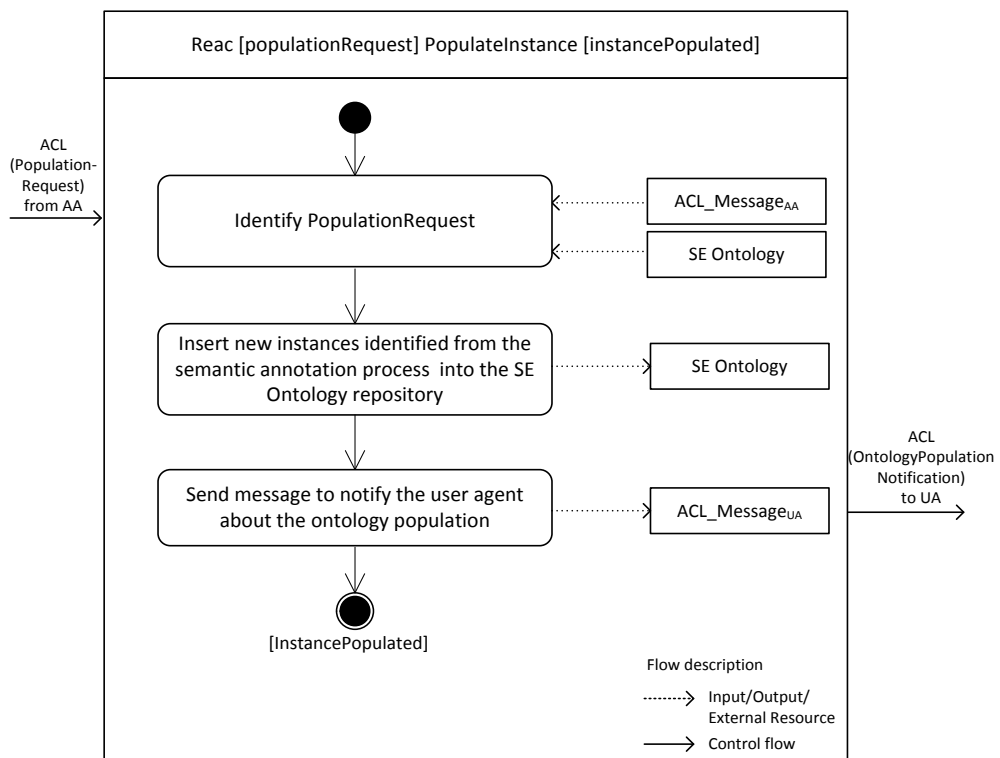 Reac [populationRequest] PopulateInstance [instancePopulated]
ACL
(Population-
Request)
from AA
Identify PopulationRequest
ACL_MessageAA
SE Ontology
Insert new instances identified from the
semantic annotation process into the SE
Ontology repository
SE Ontology
Send message to notify the user agent
about the ontology population
ACL_MessageUA
ACL
(OntologyPopulation
Notification)
to UA
[InstancePopulated]
Flow description
Input/Output/
External Resource
Control flow